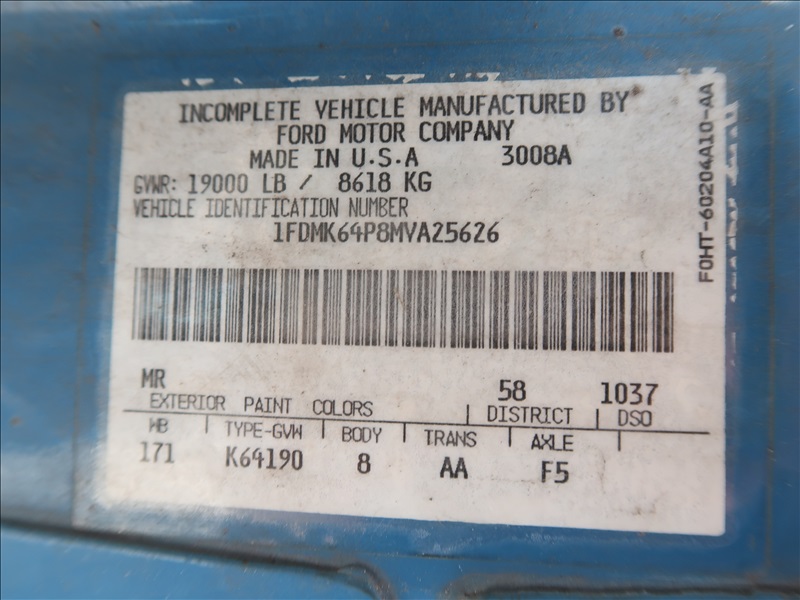 INCOMPLETE VEHICLE MANUFACTURED BY
FORD MOTOR COMPANY
MADE IN U.S.A 3008A
GVWR: 19000 LB / 8618 KG
VEHICLE IDENTIFICATION NUMBER
1FDMK64P8MVA25626
MR 58 1037
EXTERIOR PAINT COLORS DISTRICT DSO
WB TYPE-GVW BODY TRANS AXLE
171 K64190 8 AA F5
F0HT-60204A10-AA